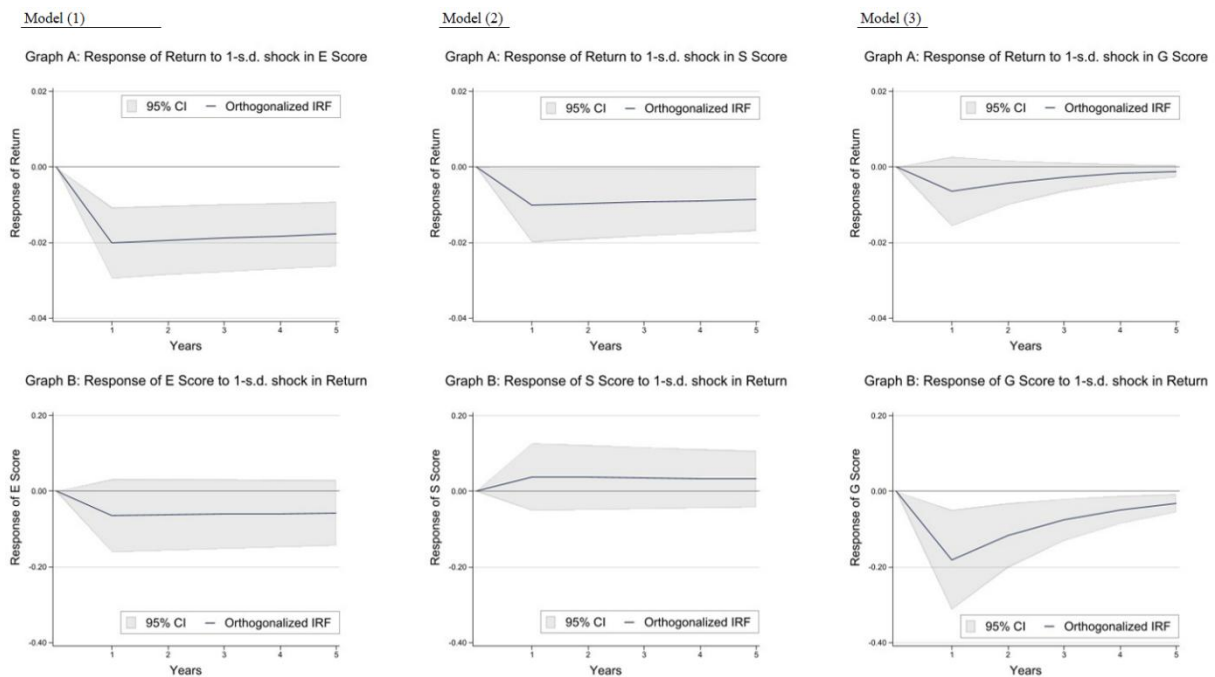 Model (1)
Graph A: Response of Return to 1-s.d. shock in E Score
0.02
0.00
-0.02
-0.04
Response of Return
95% CI
Orthogonalized IRF
1 2 3 4 5
Years
Graph B: Response of E Score to 1-s.d. shock in Return
0.20
0.00
-0.20
-0.40
Response of E Score
95% CI
Orthogonalized IRF
1 2 3 4 5
Years
Model (2)
Graph A: Response of Return to 1-s.d. shock in S Score
0.02
0.00
-0.02
-0.04
Response of Return
95% CI
Orthogonalized IRF
1 2 3 4 5
Years
Graph B: Response of S Score to 1-s.d. shock in Return
0.20
0.00
-0.20
-0.40
Response of S Score
95% CI
Orthogonalized IRF
1 2 3 4 5
Years
Model (3)
Graph A: Response of Return to 1-s.d. shock in G Score
0.02
0.00
-0.02
-0.04
Response of Return
95% CI
Orthogonalized IRF
1 2 3 4 5
Years
Graph B: Response of G Score to 1-s.d. shock in Return
0.20
0.00
-0.20
-0.40
Response of G Score
95% CI
Orthogonalized IRF
1 2 3 4 5
Years